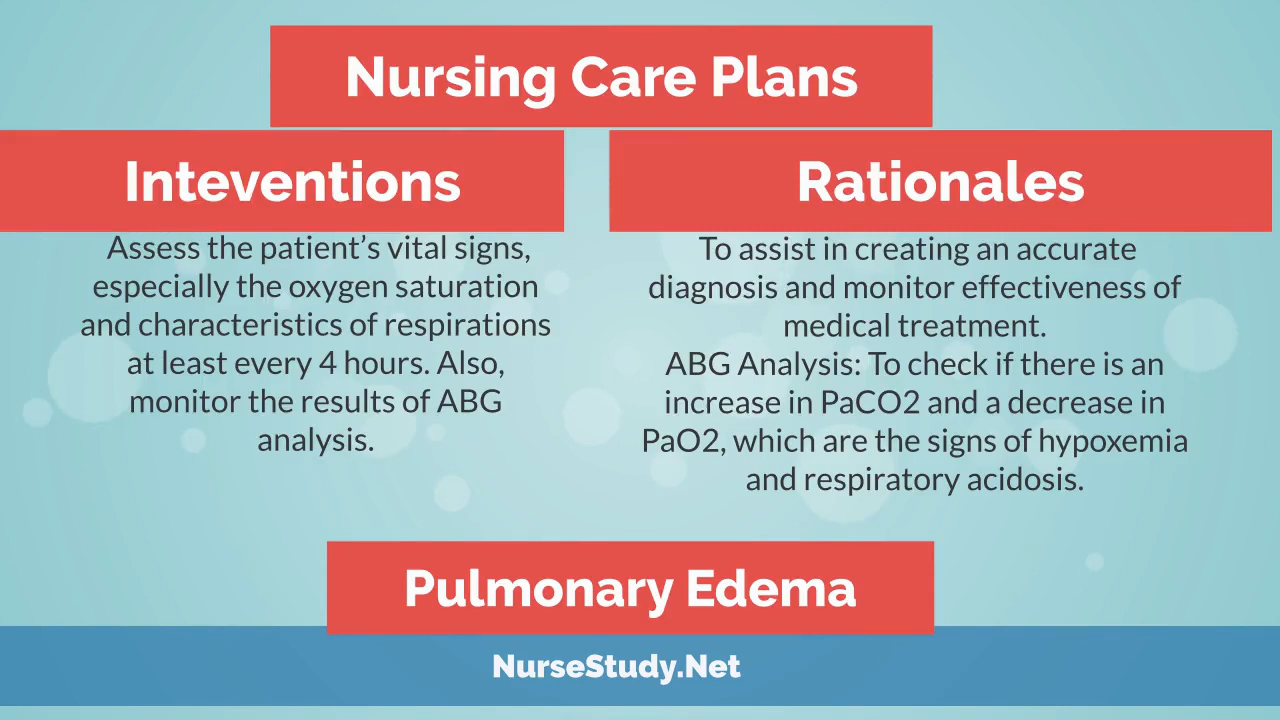 Nursing Care Plans
Inteventions
Assess the patient’s vital signs,
especially the oxygen saturation
and characteristics of respirations
at least every 4 hours. Also,
monitor the results of ABG
analysis.
Rationales
To assist in creating an accurate
diagnosis and monitor effectiveness of
medical treatment.
ABG Analysis: To check if there is an
increase in PaCO2 and a decrease in
PaO2, which are the signs of hypoxemia
and respiratory acidosis.
Pulmonary Edema
NurseStudy.Net